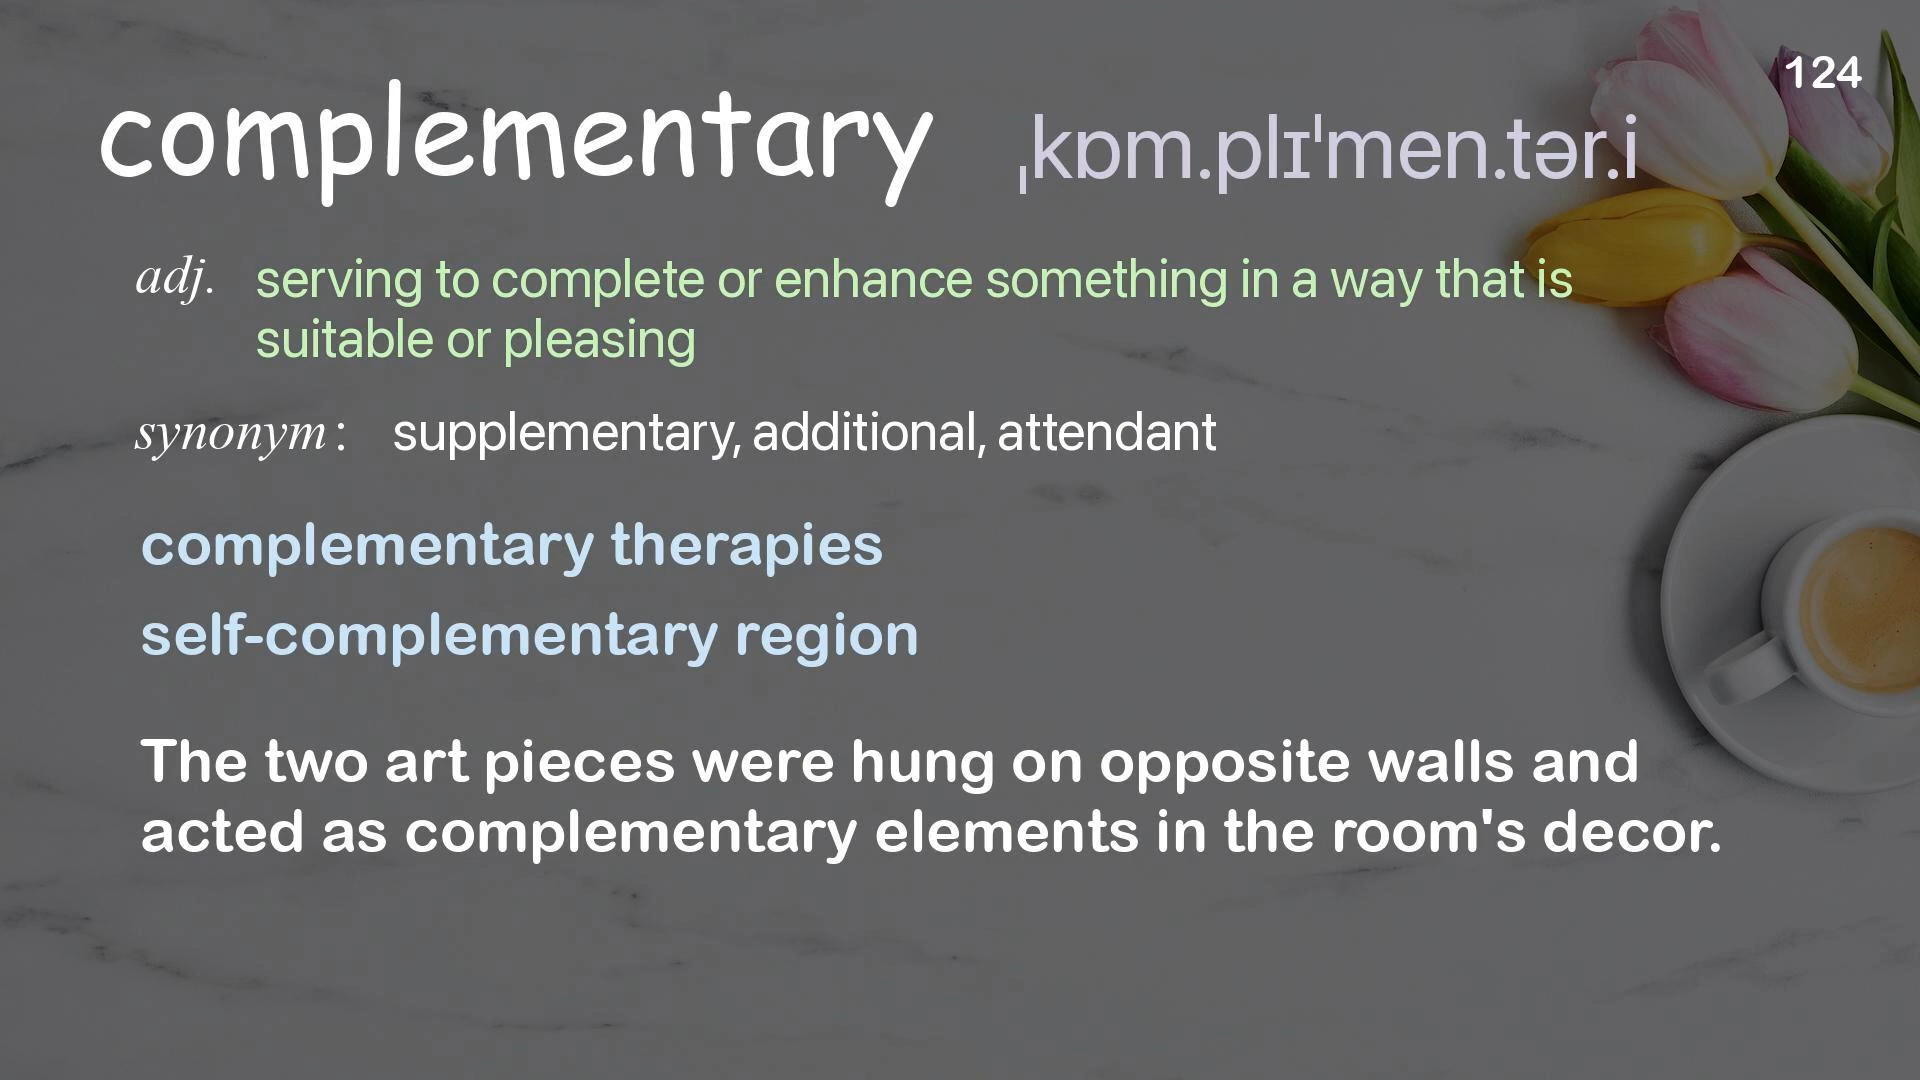 124
complementary ˌkɒm.plɪˈmen.tər.i
adj. serving to complete or enhance something in a way that is
suitable or pleasing
synonym: supplementary, additional, attendant
complementary therapies
self-complementary region
The two art pieces were hung on opposite walls and
acted as complementary elements in the room's decor.